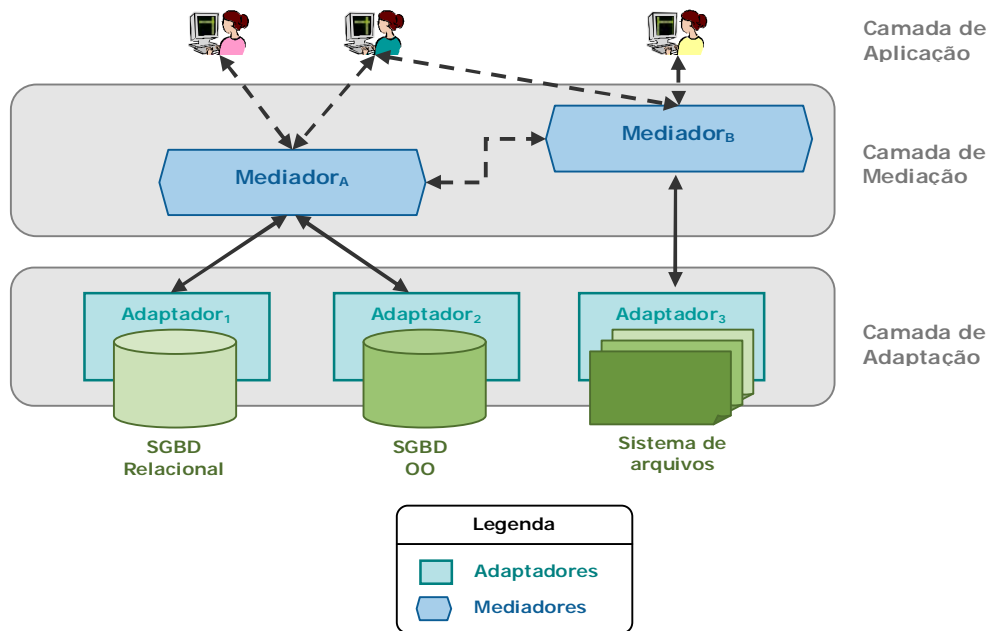 Camada de
Aplicação
Mediador_B
Camada de
Mediação
Mediador_A
Adaptador_1
Adaptador_2
Adaptador_3
Camada de
Adaptação
SGBD
Relacional
SGBD
OO
Sistema de
arquivos
Legenda
Adaptadores
Mediadores